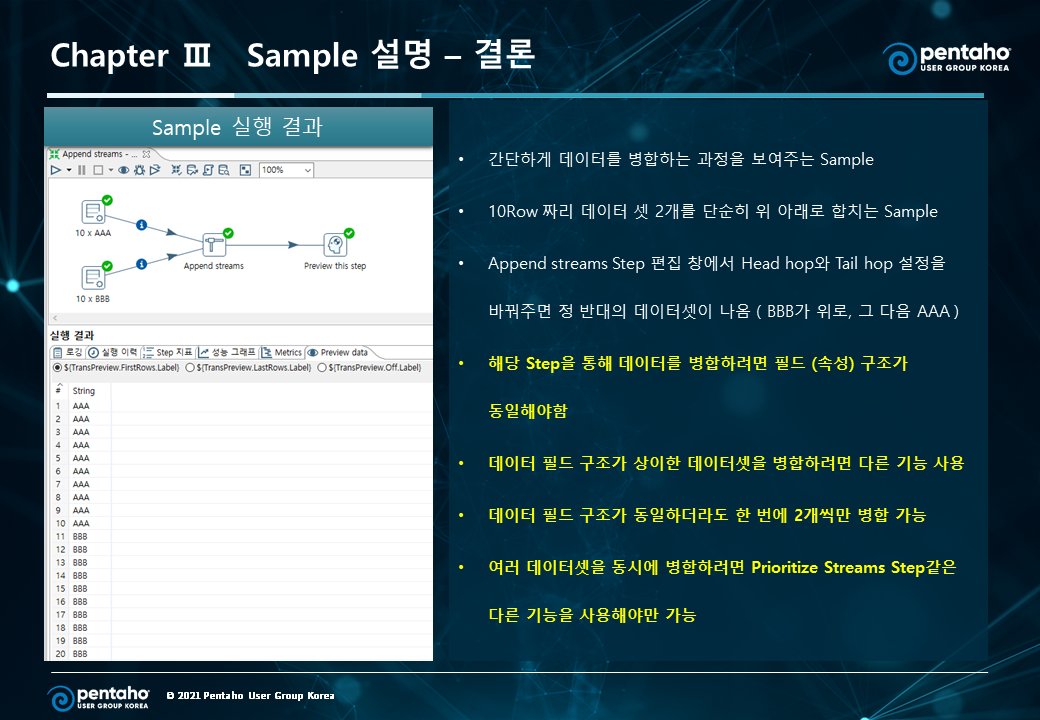 Chapter Ⅲ Sample 설명 – 결론
pentaho
USER GROUP KOREA
Sample 실행 결과
Append streams - ...
100%
10 x AAA
Append streams
Preview this step
10 x BBB
실행 결과
로깅 실행 이력 Step 지표 성능 그래프 Metrics Preview data
${TransPreview.FirstRows.Label} ${TransPreview.LastRows.Label} ${TransPreview.Off.Label}
# String
1 AAA
2 AAA
3 AAA
4 AAA
5 AAA
6 AAA
7 AAA
8 AAA
9 AAA
10 AAA
11 BBB
12 BBB
13 BBB
14 BBB
15 BBB
16 BBB
17 BBB
18 BBB
19 BBB
20 BBB
• 간단하게 데이터를 병합하는 과정을 보여주는 Sample
• 10Row 짜리 데이터 셋 2개를 단순히 위 아래로 합치는 Sample
• Append streams Step 편집 창에서 Head hop와 Tail hop 설정을
바꿔주면 정 반대의 데이터셋이 나옴 ( BBB가 위로, 그 다음 AAA )
• 해당 Step을 통해 데이터를 병합하려면 필드 (속성) 구조가
동일해야함
• 데이터 필드 구조가 상이한 데이터셋을 병합하려면 다른 기능 사용
• 데이터 필드 구조가 동일하더라도 한 번에 2개씩만 병합 가능
• 여러 데이터셋을 동시에 병합하려면 Prioritize Streams Step같은
다른 기능을 사용해야만 가능
pentaho
USER GROUP KOREA
© 2021 Pentaho User Group Korea